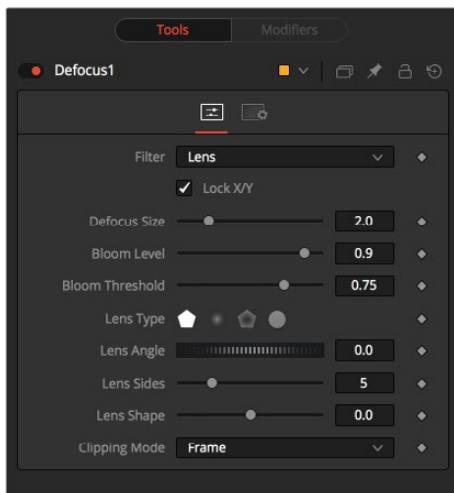 Tools Modifiers
Defocus1
Filter Lens
Lock X/Y
Defocus Size 2.0
Bloom Level 0.9
Bloom Threshold 0.75
Lens Type
Lens Angle 0.0
Lens Sides 5
Lens Shape 0.0
Clipping Mode Frame